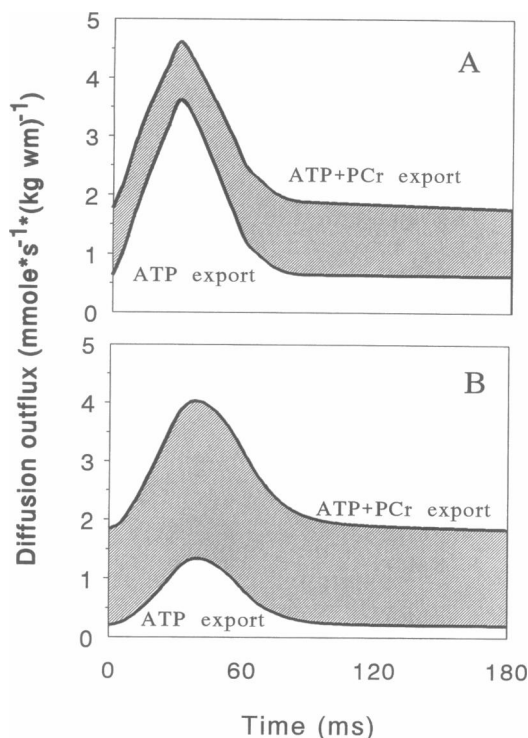 5
A
4
3
ATP+PCr export
2
1
ATP export
0
Diffusion outflux (mmole*s⁻¹*(kg wm)⁻¹
5
B
4
3
ATP+PCr export
2
1
ATP export
0
0 60 120 180
Time (ms)